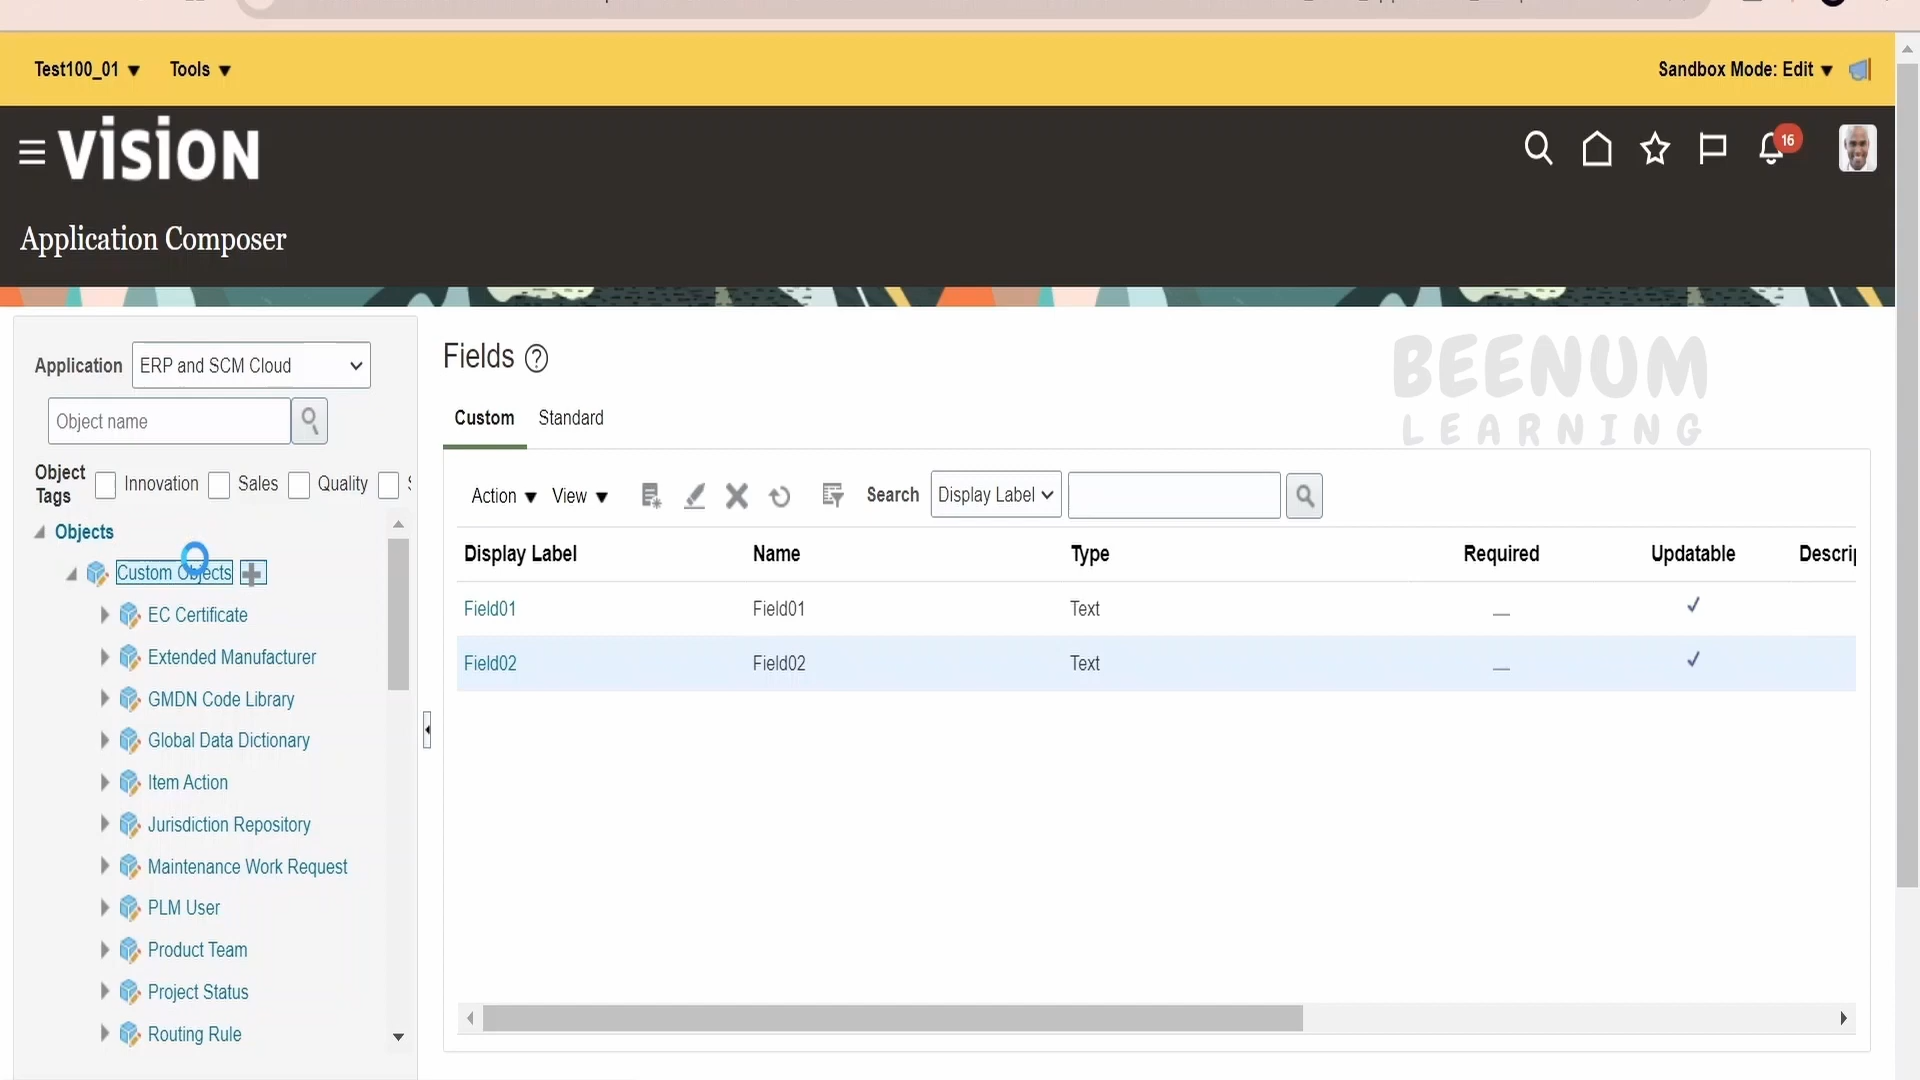 Test100_01 Tools Sandbox Mode: Edit
VISION
16
Application Composer
BEENUM
LEARNING
Application ERP and SCM Cloud
Object name
Object Tags Innovation Sales Quality
Objects
Custom Objects
EC Certificate
Extended Manufacturer
GMDN Code Library
Global Data Dictionary
Item Action
Jurisdiction Repository
Maintenance Work Request
PLM User
Product Team
Project Status
Routing Rule
Fields
Custom Standard
Action View Search Display Label
Display Label Name Type Required Updatable
Field01 Field01 Text
Field02 Field02 Text